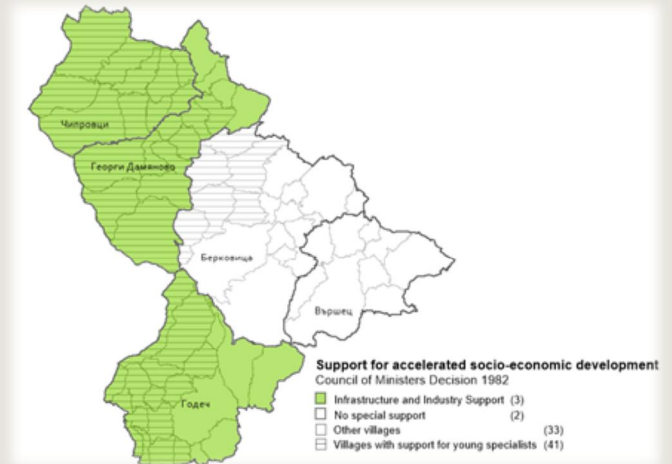 Чипровци
Георги Дамяново
Берковица
Вършец
Годеч
Support for accelerated socio-economic development
Council of Ministers Decision 1982
Infrastructure and Industry Support (3)
No special support (2)
Other villages (33)
Villages with support for young specialists (41)